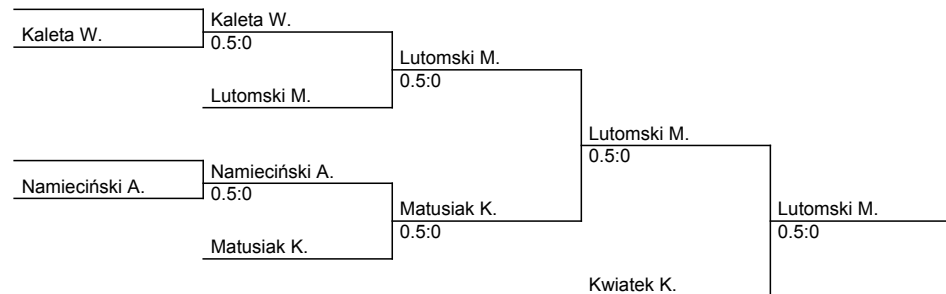 Kaleta W.
Kaleta W.
0.5:0
Lutomski M.
0.5:0
Lutomski M.
Lutomski M.
0.5:0
Namieciński A.
Namieciński A.
0.5:0
Matusiak K.
0.5:0
Matusiak K.
Lutomski M.
0.5:0
Kwiatek K.